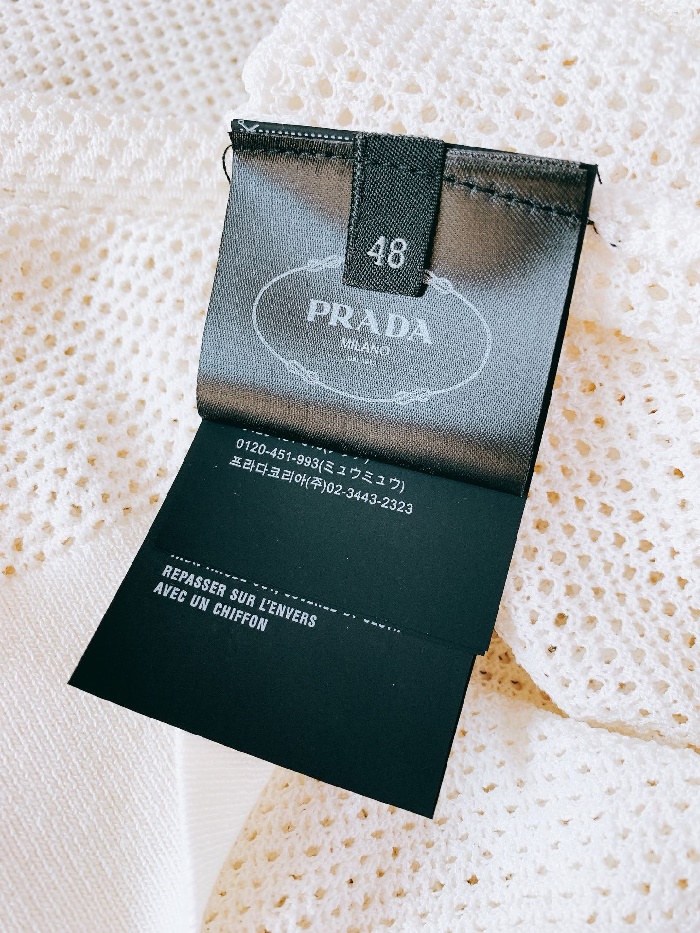 48
PRADA
MILANO
0120-451-993(ミュウミュウ)
프라다코리아(주)02-3443-2323
REPASSER SUR L'ENVERS
AVEC UN CHIFFON